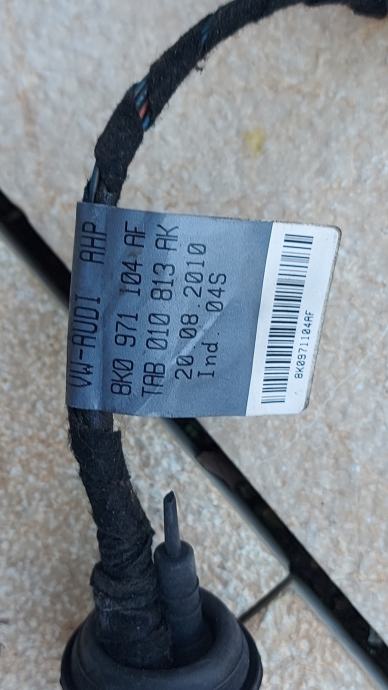 VW-AUDI AHP
8K0 971 104 AF
TAB 010 813 AK
20.08.2010
Ind. 04S
8K0971104AF